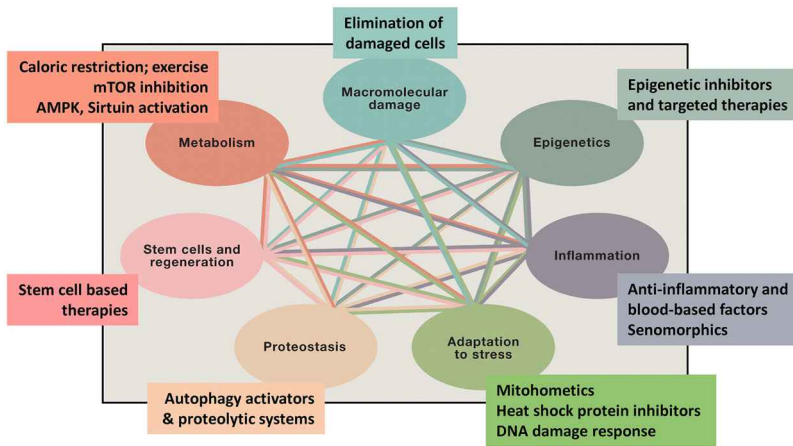 Elimination of
damaged cells
Caloric restriction; exercise
mTOR inhibition
AMPK, Sirtuin activation
Epigenetic inhibitors
and targeted therapies
Macromolecular
damage
Metabolism
Epigenetics
Stem cells and
regeneration
Inflammation
Stem cell based
therapies
Anti-inflammatory and
blood-based factors
Senomorphics
Proteostasis
Adaptation
to stress
Autophagy activators
& proteolytic systems
Mitohometics
Heat shock protein inhibitors
DNA damage response